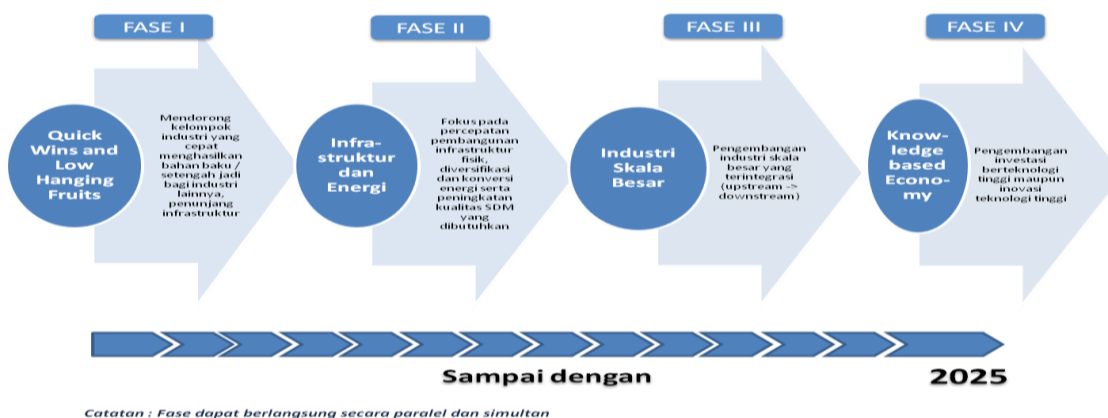 FASE I
FASE II
FASE III
FASE IV
Quick
Wins and
Low
Hanging
Fruits
Mendorong
kelompok
industri yang
cepat
menghasilkan
bahan baku /
setengah jadi
bagi industri
lainnya,
penunjang
infrastruktur
Infra-
struktur
dan
Energi
Fokus pada
percepatan
pembangunan
infrastruktur
fisik,
diversifikasi
dan konversi
energi serta
peningkatan
kualitas SDM
yang
dibutuhkan
Industri
Skala
Besar
Pengembangan
industri skala
besar yang
terintegrasi
(upstream ->
downstream)
Know-
ledge
based
Econo-
my
Pengembangan
investasi
berteknologi
tinggi maupun
inovasi
teknologi tinggi
Sampai dengan 2025
Catatan : Fase dapat berlangsung secara paralel dan simultan